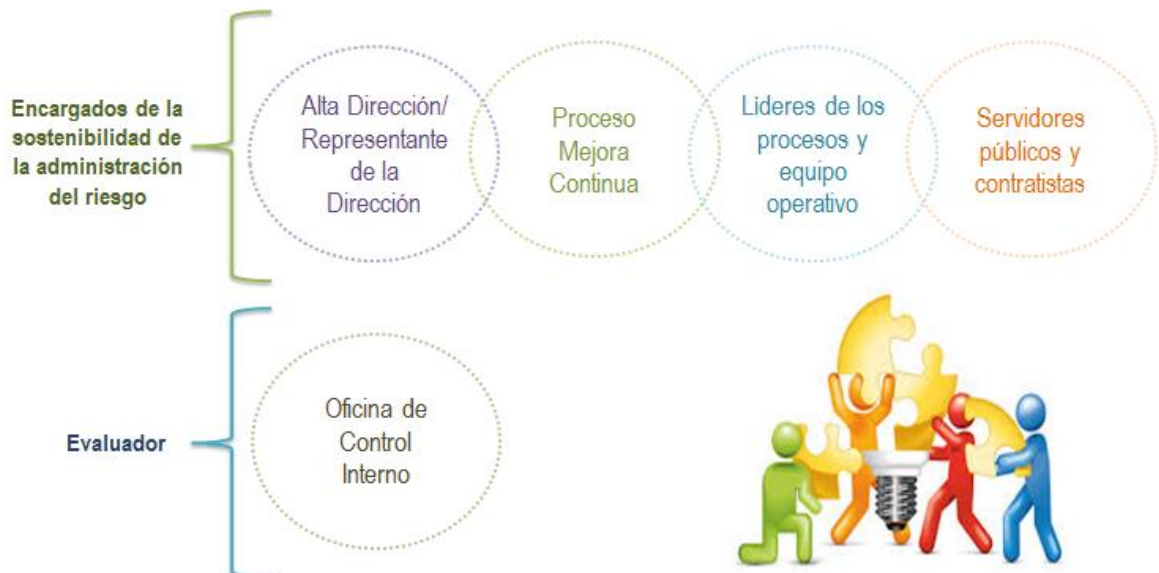 Encargados de la
sostenibilidad de
la administración
del riesgo
Alta Dirección/
Representante
de la
Dirección
Proceso
Mejora
Continua
Lideres de los
procesos y
equipo
operativo
Servidores
públicos y
contratistas
Evaluador
Oficina de
Control
Interno